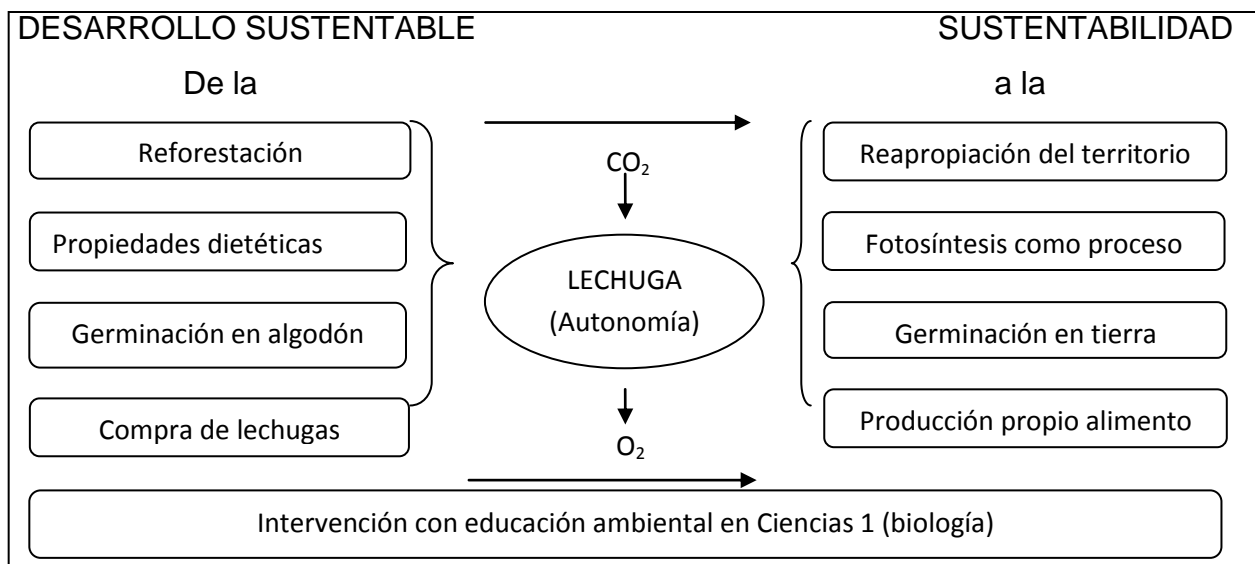 DESARROLLO SUSTENTABLE
SUSTENTABILIDAD
De la
a la
Reforestación
Propiedades dietéticas
Germinación en algodón
Compra de lechugas
CO₂
LECHUGA
(Autonomía)
O₂
Reapropiación del territorio
Fotosíntesis como proceso
Germinación en tierra
Producción propio alimento
Intervención con educación ambiental en Ciencias 1 (biología)